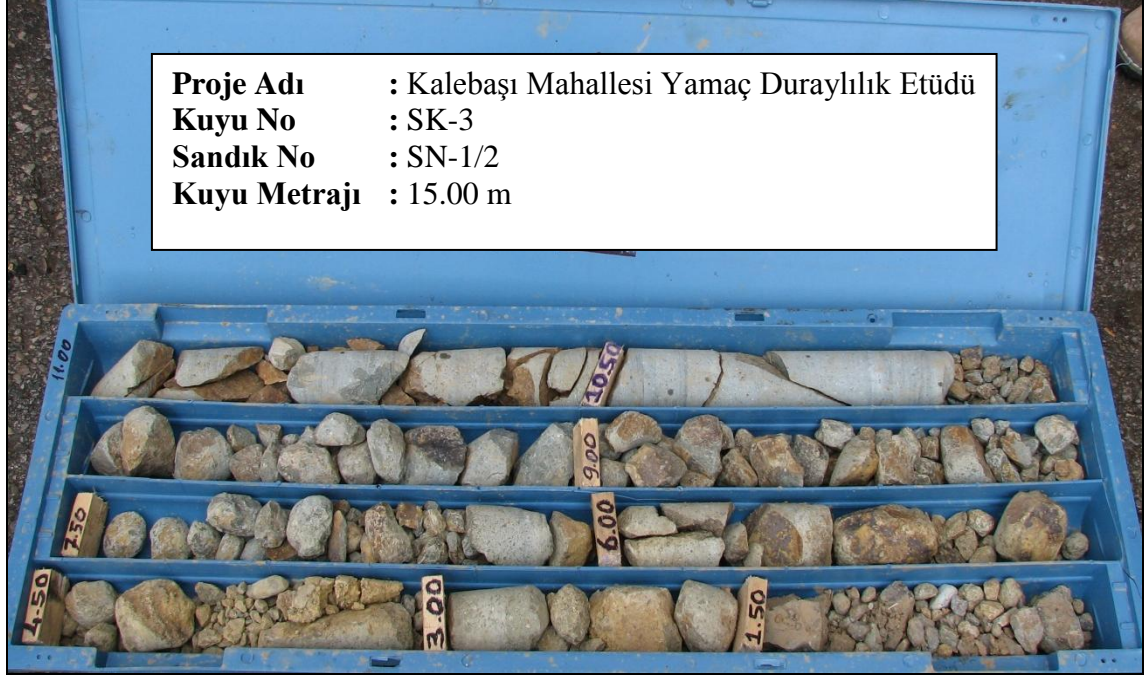 Proje Adı : Kalebaşı Mahallesi Yamaç Duraylılık Etüdü
Kuyu No : SK-3
Sandık No : SN-1/2
Kuyu Metrajı : 15.00 m
11.00
10.50
9.00
7.50
6.00
4.50
3.00
1.50